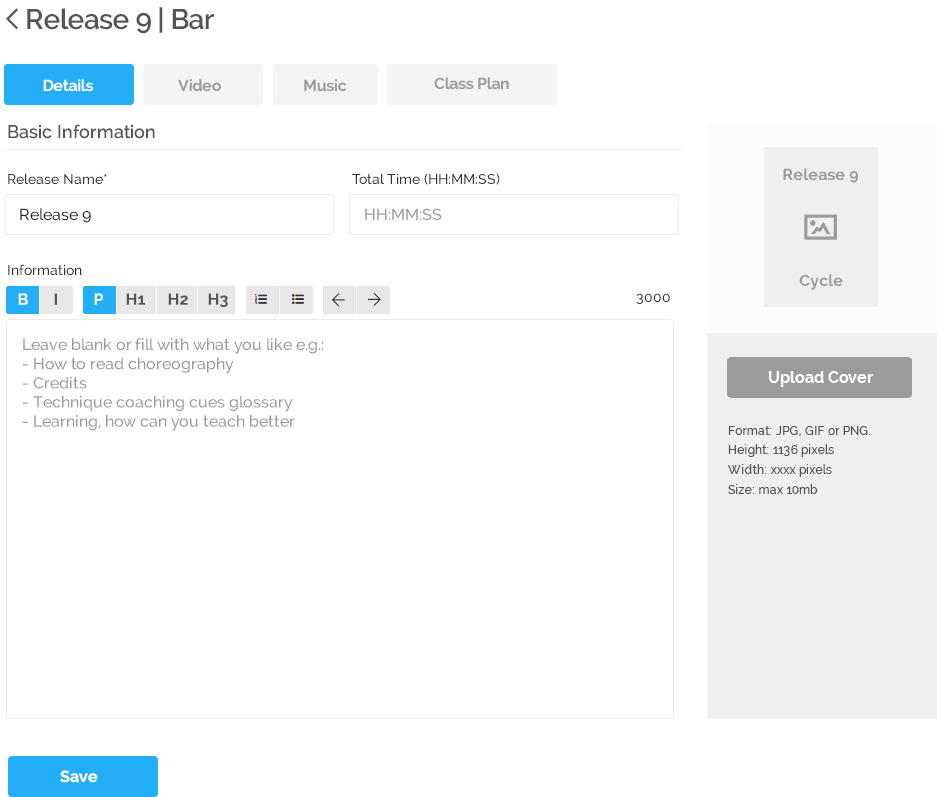 Release 9 | Bar
Details
Video
Music
Class Plan
Basic Information
Release Name*
Total Time (HH:MM:SS)
Release 9
HH:MM:SS
Information
B I P H1 H2 H3
3000
Leave blank or fill with what you like e.g.:
- How to read choreography
- Credits
- Technique coaching cues glossary
- Learning, how can you teach better
Save
Release 9
Cycle
Upload Cover
Format: JPG, GIF or PNG.
Height: 1136 pixels
Width: xxxx pixels
Size: max 10mb